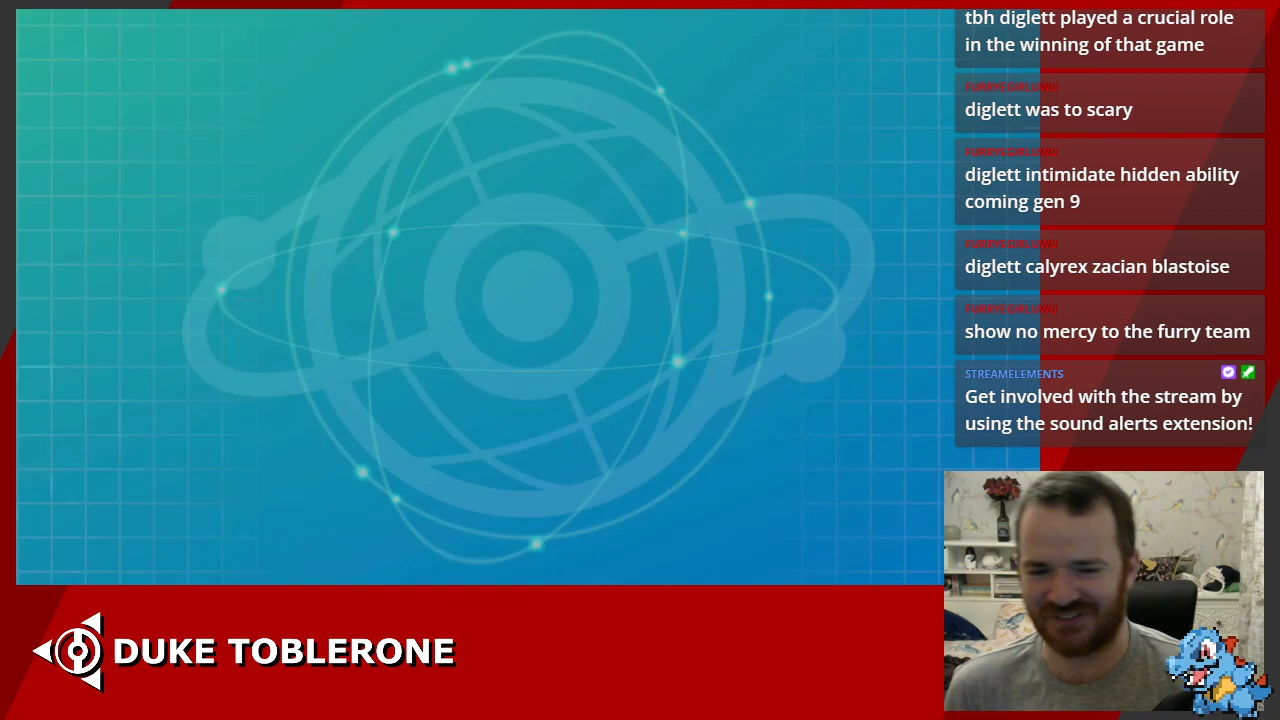 tbh diglett played a crucial role
in the winning of that game
diglett was to scary
diglett intimidate hidden ability
coming gen 9
diglett calyrex zacian blastoise
show no mercy to the furry team
STREAMELEMENTS
Get involved with the stream by
using the sound alerts extension!
DUKE TOBLERONE